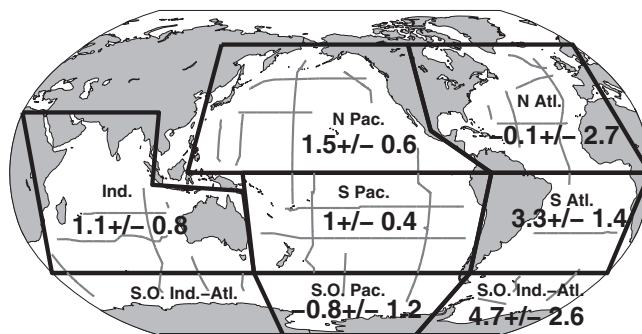 N Atl.
−0.1+/− 2.7
N Pac.
1.5+/− 0.6
Ind.
1.1+/− 0.8
S Pac.
1+/− 0.4
S Atl.
3.3+/− 1.4
S.O. Ind.−Atl.
S.O. Pac.
−0.8+/− 1.2
S.O. Ind.−Atl.
4.7+/− 2.6